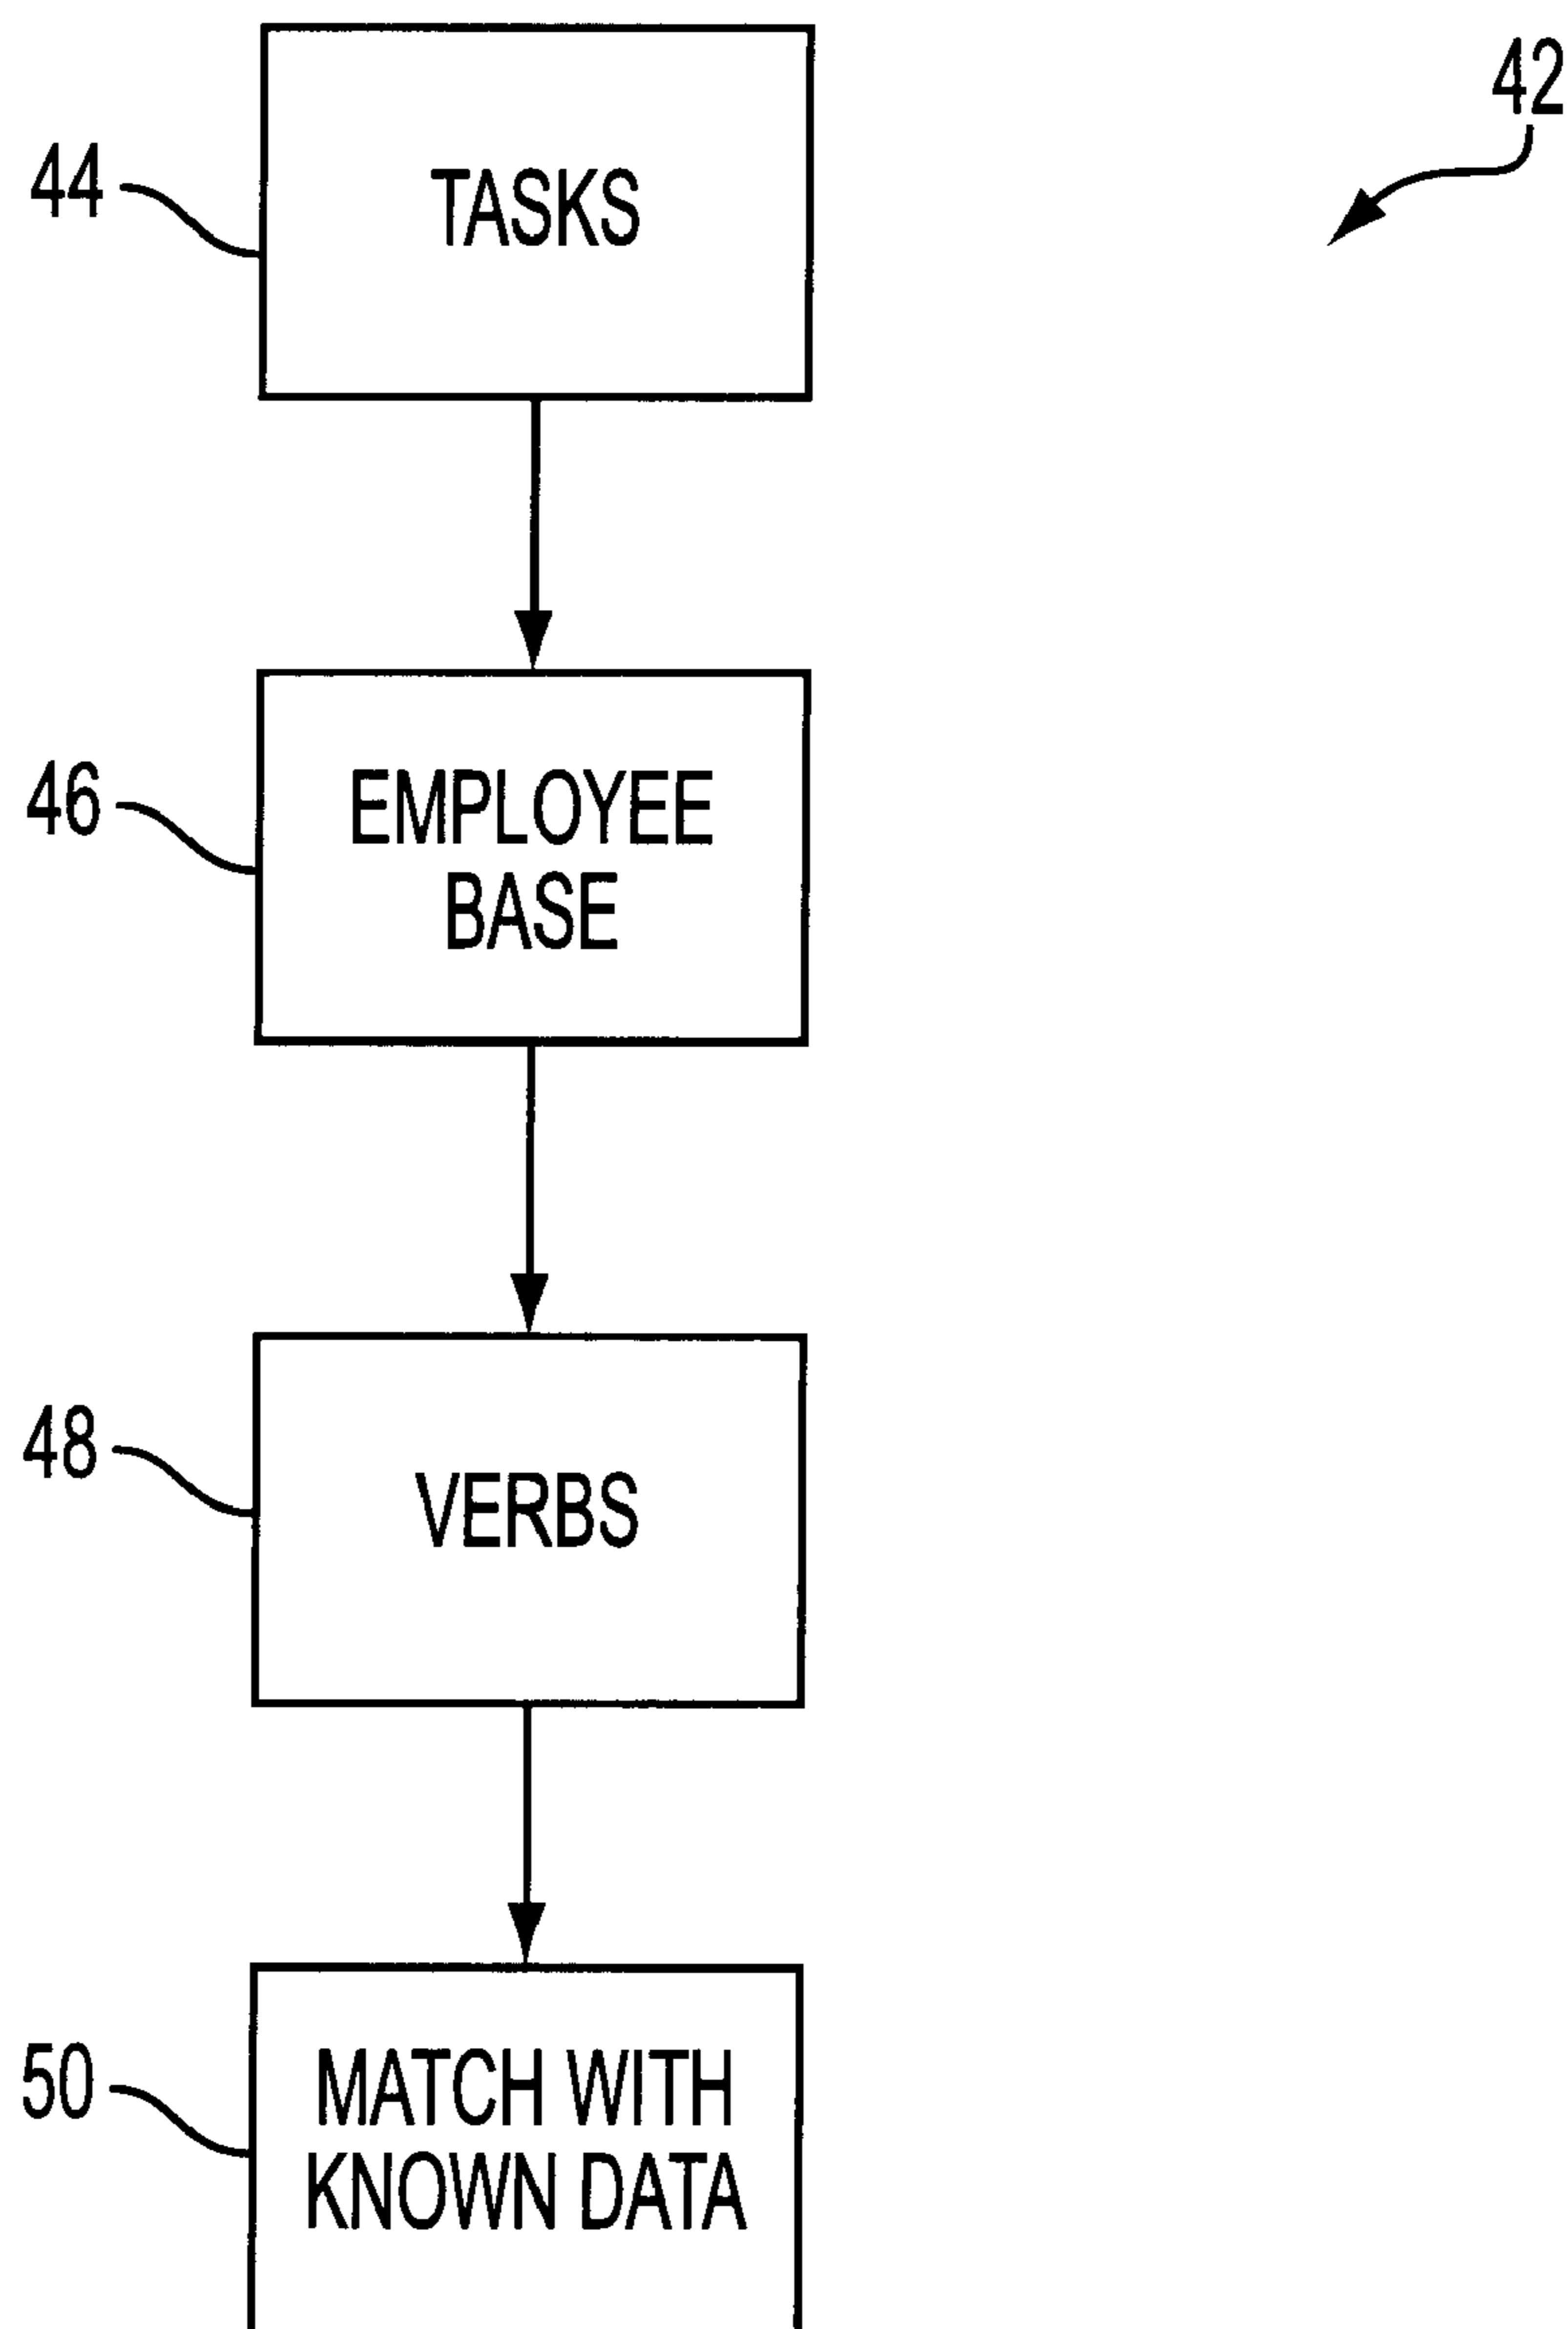 42
44
TASKS
46
EMPLOYEE
BASE
48
VERBS
50
MATCH WITH
KNOWN DATA